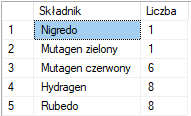 Składnik Liczba
1 Nigredo 1
2 Mutagen zielony 1
3 Mutagen czerwony 6
4 Hydragen 8
5 Rubedo 8